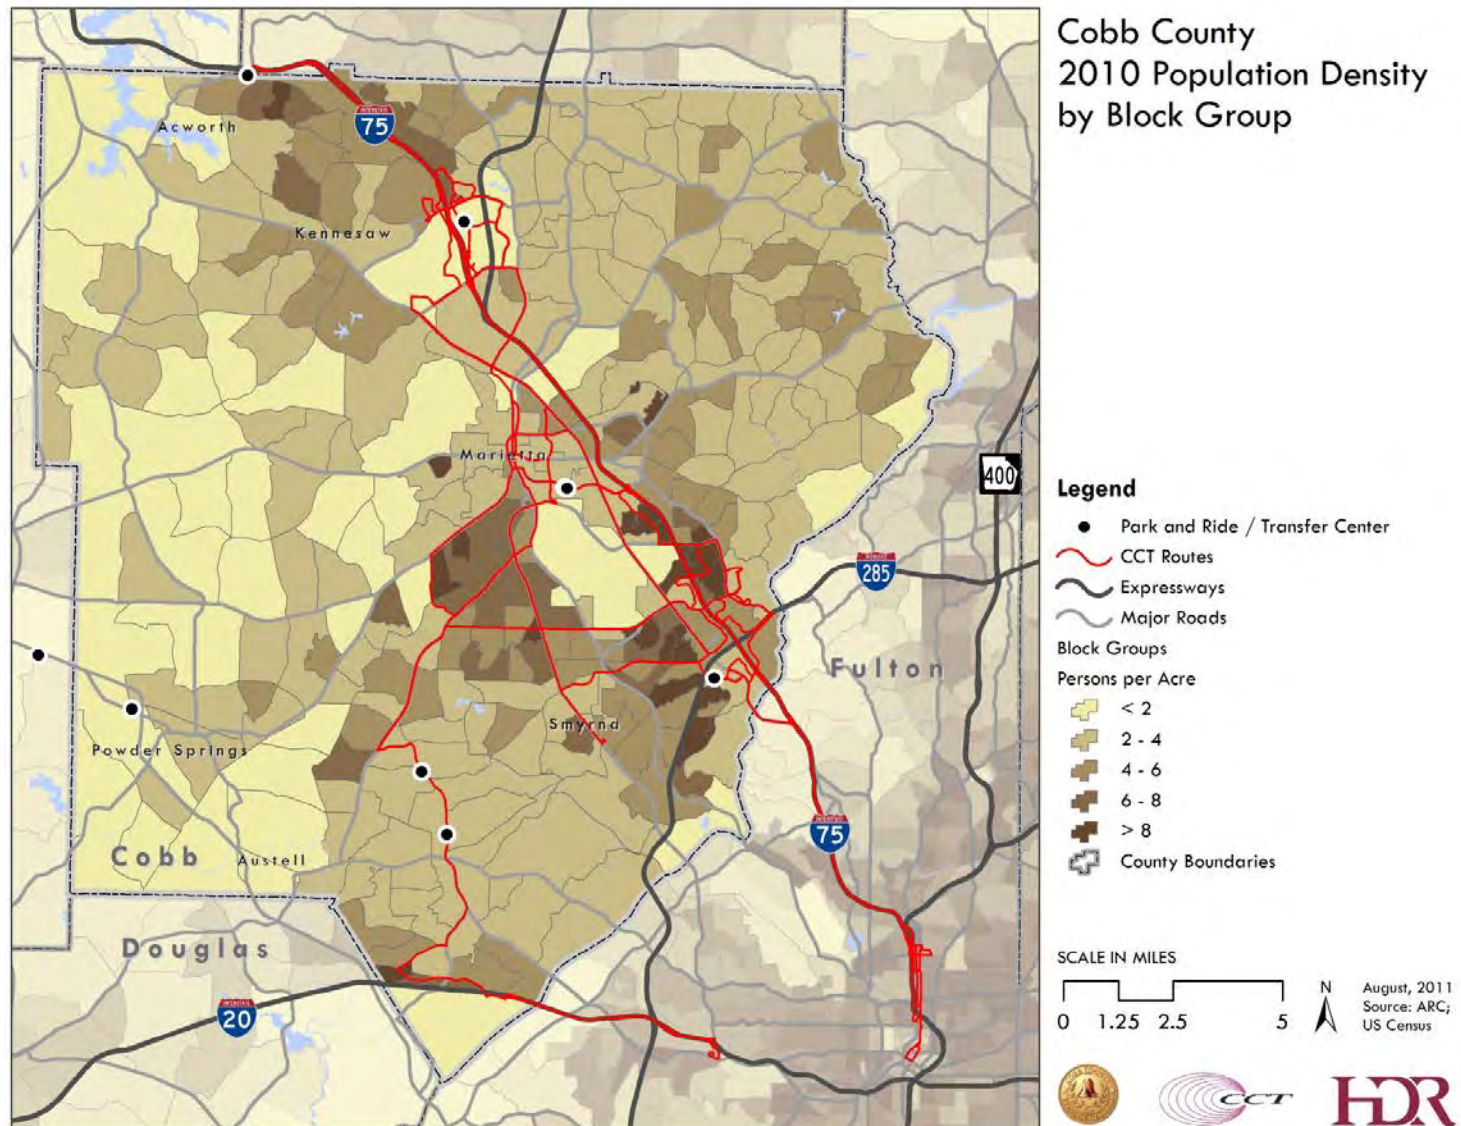 Cobb County
2010 Population Density
by Block Group
Acworth
INTERSTATE
75
Kennesaw
Marietta
400
285
Fulton
Smyrna
Powder Springs
75
Cobb
Austell
Douglas
20
Legend
Park and Ride / Transfer Center
CCT Routes
Expressways
Major Roads
Block Groups
Persons per Acre
< 2
2 - 4
4 - 6
6 - 8
> 8
County Boundaries
SCALE IN MILES
0 1.25 2.5 5
N
August, 2011
Source: ARC;
US Census
CCT
HDR